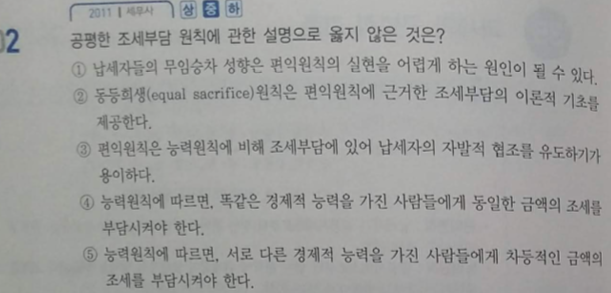 2011 | 세무사 상 중 하
02 공평한 조세부담 원칙에 관한 설명으로 옳지 않은 것은?
① 납세자들의 무임승차 성향은 편익원칙의 실현을 어렵게 하는 원인이 될 수 있다.
② 동등희생(equal sacrifice)원칙은 편익원칙에 근거한 조세부담의 이론적 기초를
제공한다.
③ 편익원칙은 능력원칙에 비해 조세부담에 있어 납세자의 자발적 협조를 유도하기가
용이하다.
④ 능력원칙에 따르면, 똑같은 경제적 능력을 가진 사람들에게 동일한 금액의 조세를
부담시켜야 한다.
⑤ 능력원칙에 따르면, 서로 다른 경제적 능력을 가진 사람들에게 차등적인 금액의
조세를 부담시켜야 한다.